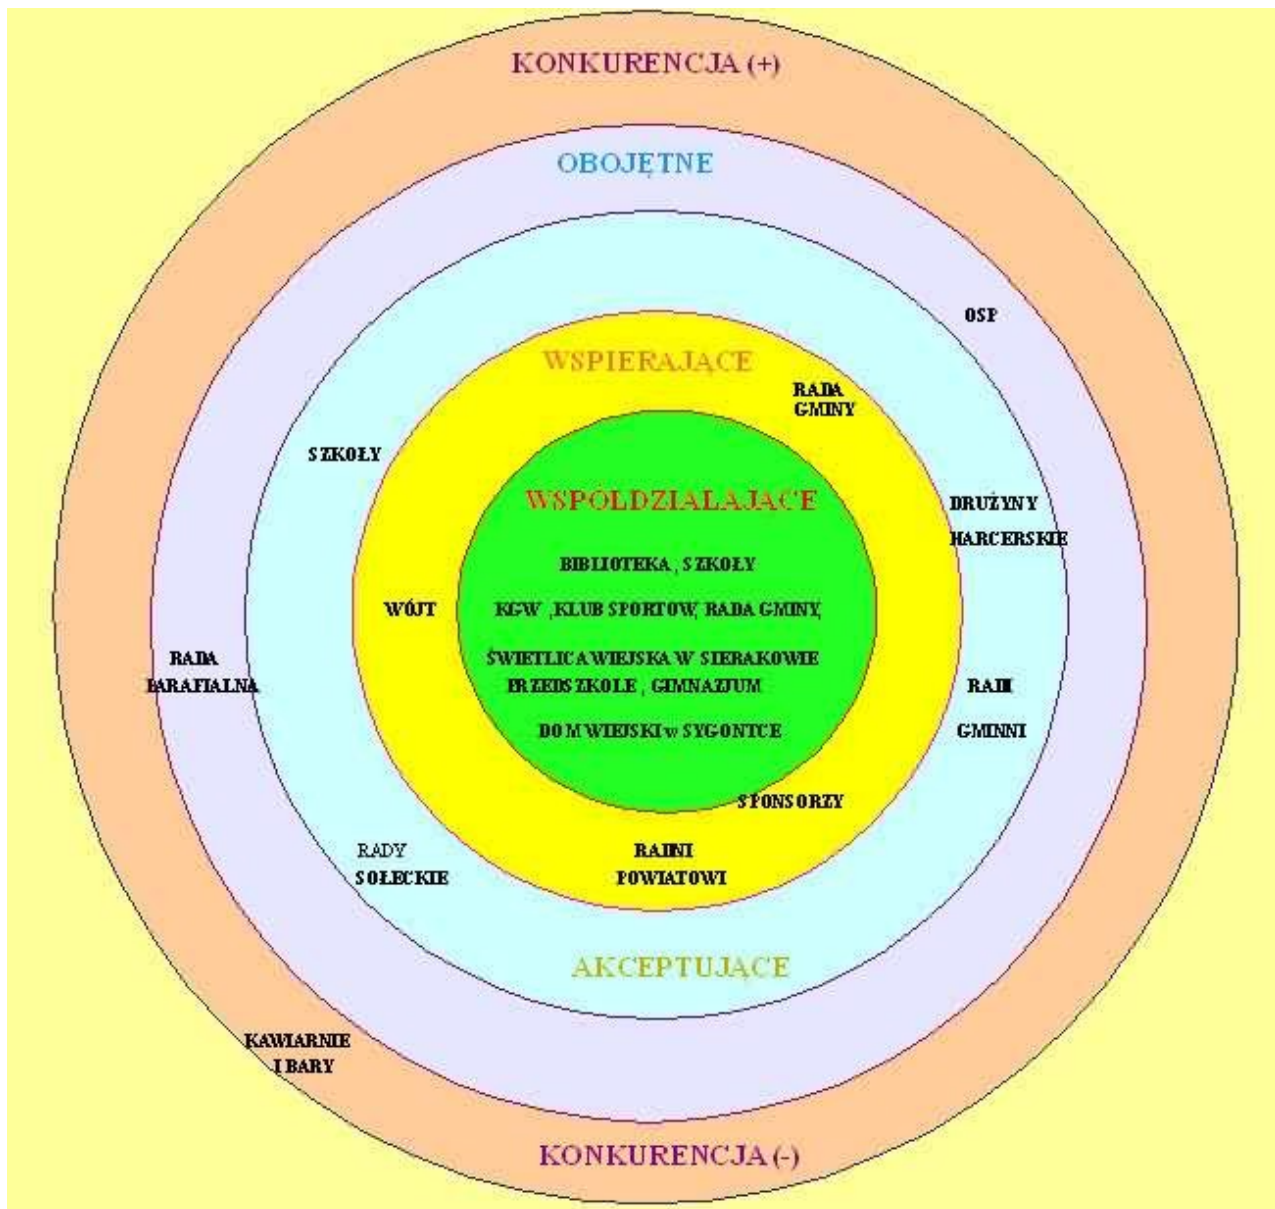 KONKURENCJA (+)
OBOJĘTNE
OSP
WSPIERAJĄCE
RADA
GMINY
SZKOŁY
WSPÓŁDZIAŁAJĄCE
DRUŻYNY
HARCERSKIE
BIBLIOTEKA , SZKOŁY
WÓJT
KGW , KLUB SPORTOW, RADA GMINY,
ŚWIETLICA WIEJSKA W SIERAKOWIE
PRZEDSZKOLE , GIMNAZJUM
RADA
PARAFIALNA
GMINNI
DOM WIEJSKI w SYGONTCE
SPONSORZY
RADY
SOŁECKIE
POWIATOWI
AKCEPTUJĄCE
KAWIARNIE
I BARY
KONKURENCJA (-)